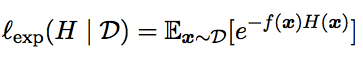 ℓ_exp(H | 𝒟) = 𝔼_{𝒙∼𝒟}[e^{−f(𝒙)H(𝒙)}]